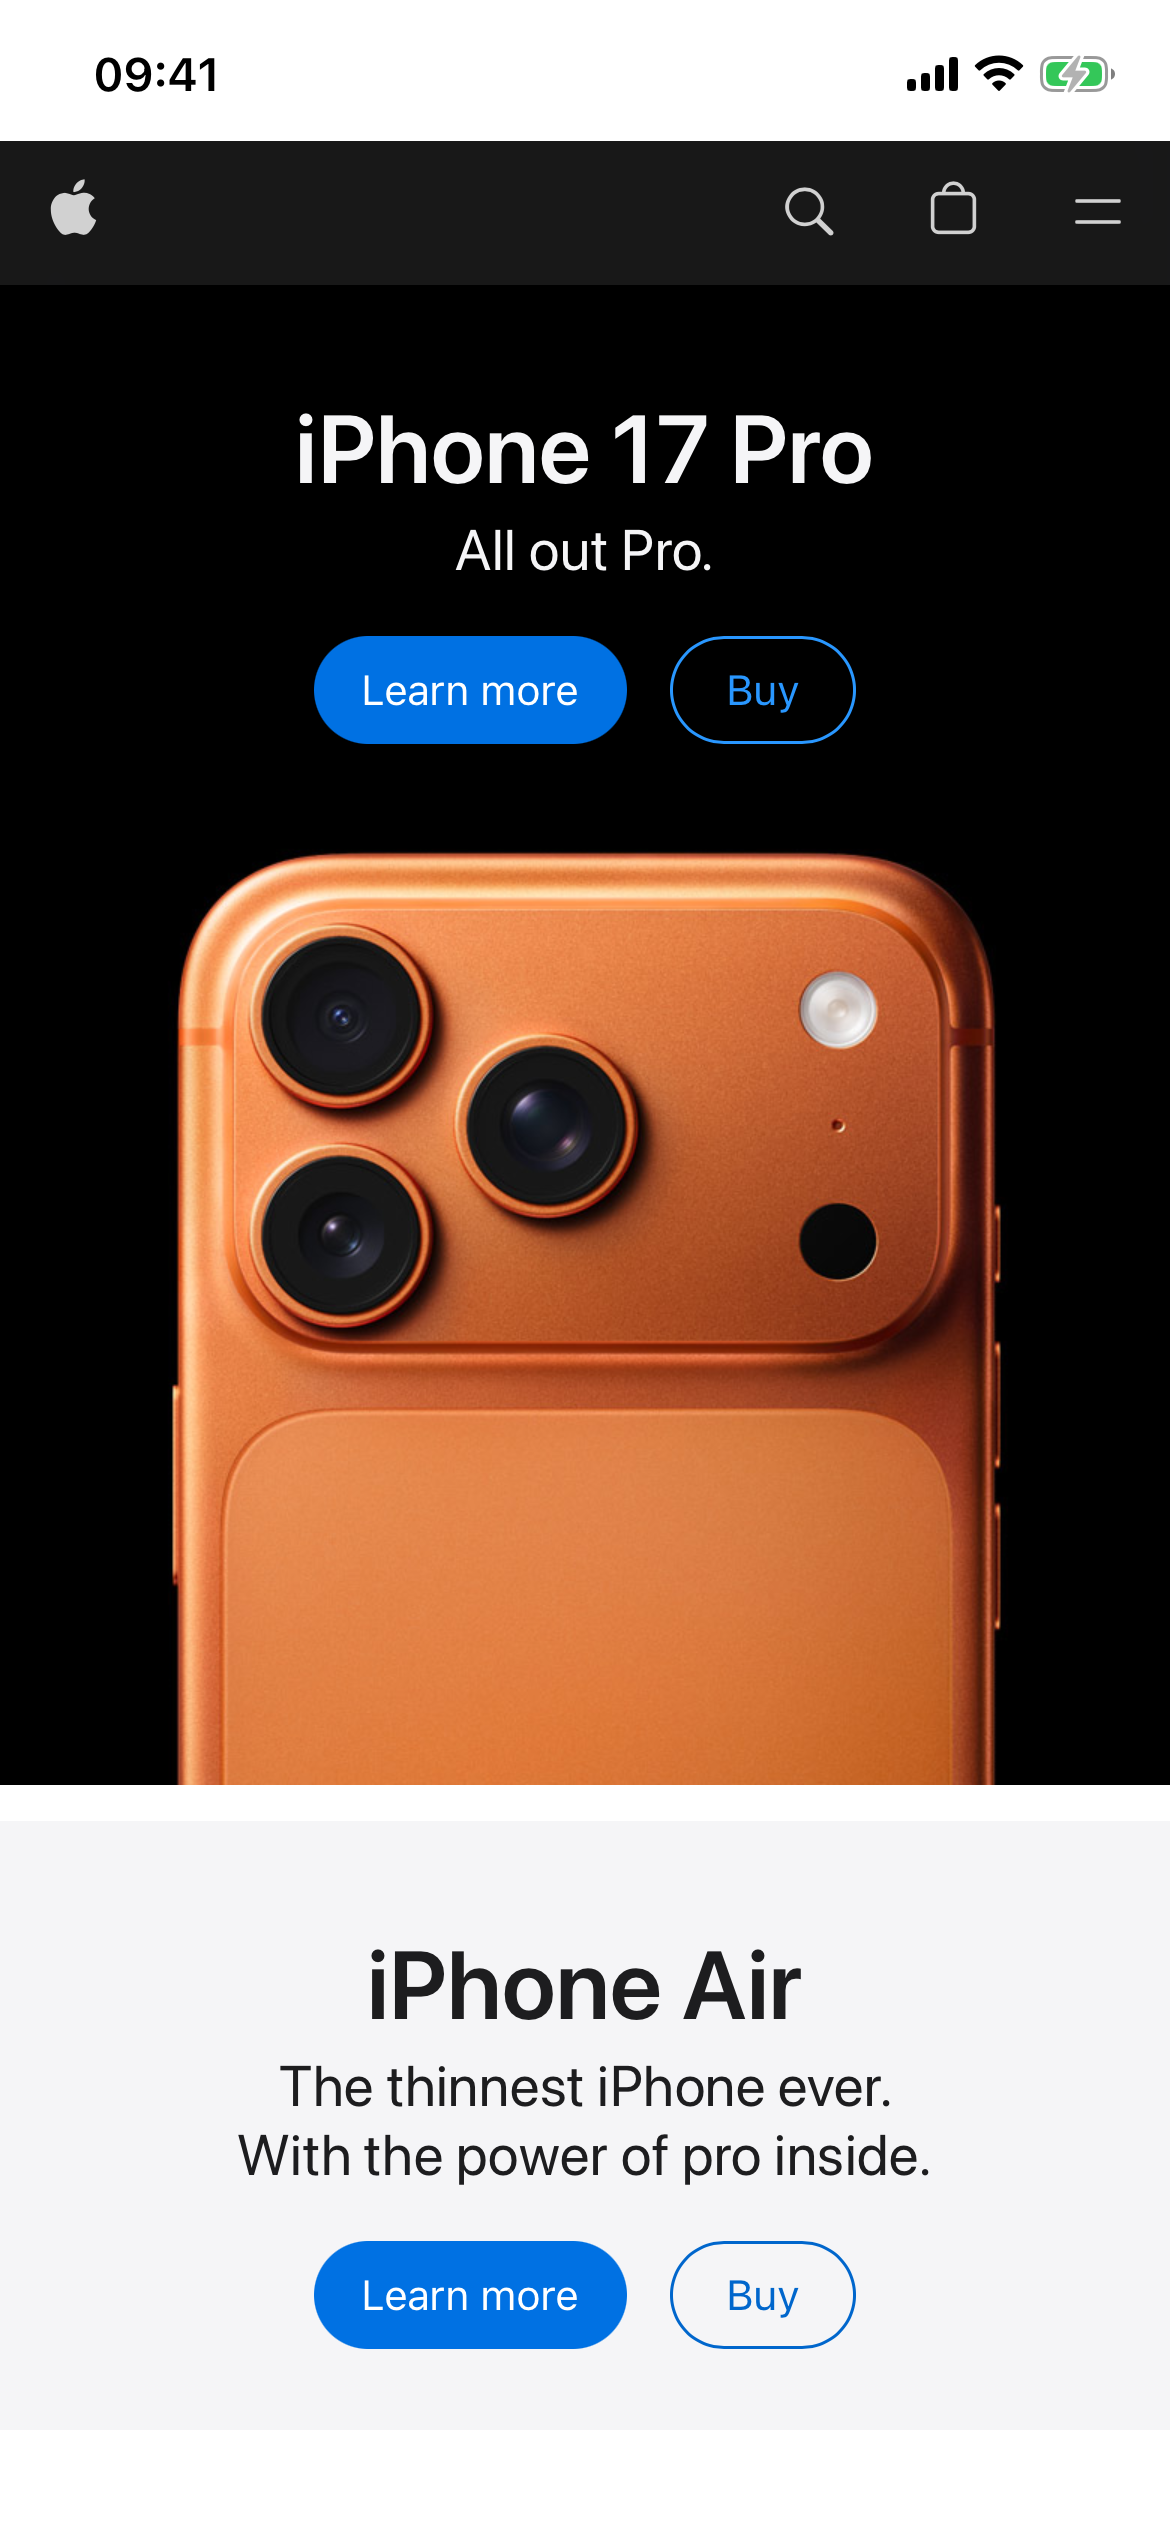 09:41
iPhone 17 Pro
All out Pro.
Learn more
Buy
iPhone Air
The thinnest iPhone ever.
With the power of pro inside.
Learn more
Buy